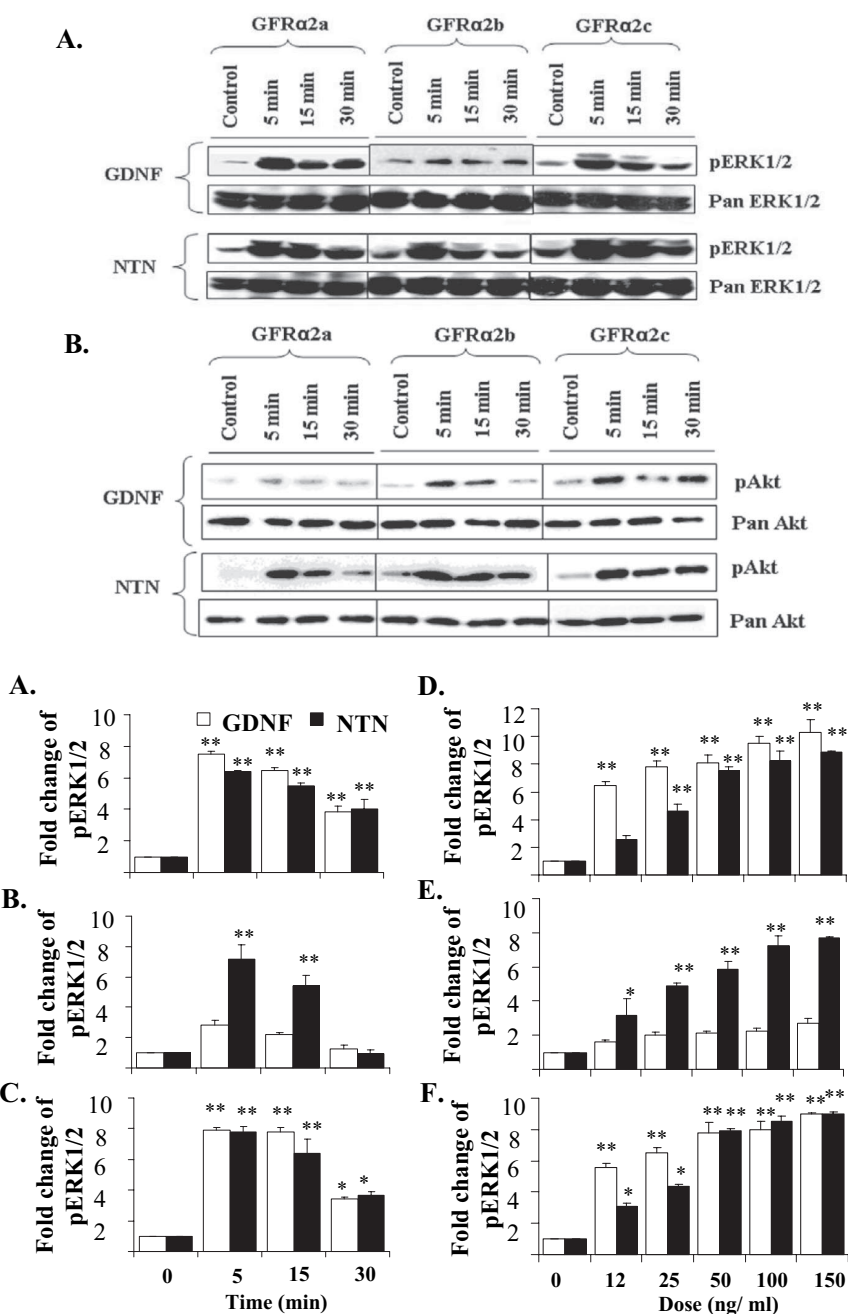 A.
GFRα2a GFRα2b GFRα2c
Control 5 min 15 min 30 min Control 5 min 15 min 30 min Control 5 min 15 min 30 min
GDNF
pERK1/2
Pan ERK1/2
NTN
pERK1/2
Pan ERK1/2
B.
GFRα2a GFRα2b GFRα2c
Control 5 min 15 min 30 min Control 5 min 15 min 30 min Control 5 min 15 min 30 min
GDNF
pAkt
Pan Akt
NTN
pAkt
Pan Akt
A.
Fold change of
pERK1/2
10
8
6
4
2
GDNF NTN
** ** ** ** ** **
B.
Fold change of
pERK1/2
10
8
6
4
2
** **
C.
Fold change of
pERK1/2
10
8
6
4
2
** ** ** ** * *
0 5 15 30
Time (min)
D.
Fold change of
pERK1/2
12
10
8
6
4
2
** ** ** ** ** ** ** ** **
E.
Fold change of
pERK1/2
10
8
6
4
2
* ** ** ** **
F.
Fold change of
pERK1/2
10
8
6
4
2
** * ** * ** ** ** ** ** **
0 12 25 50 100 150
Dose (ng/ ml)